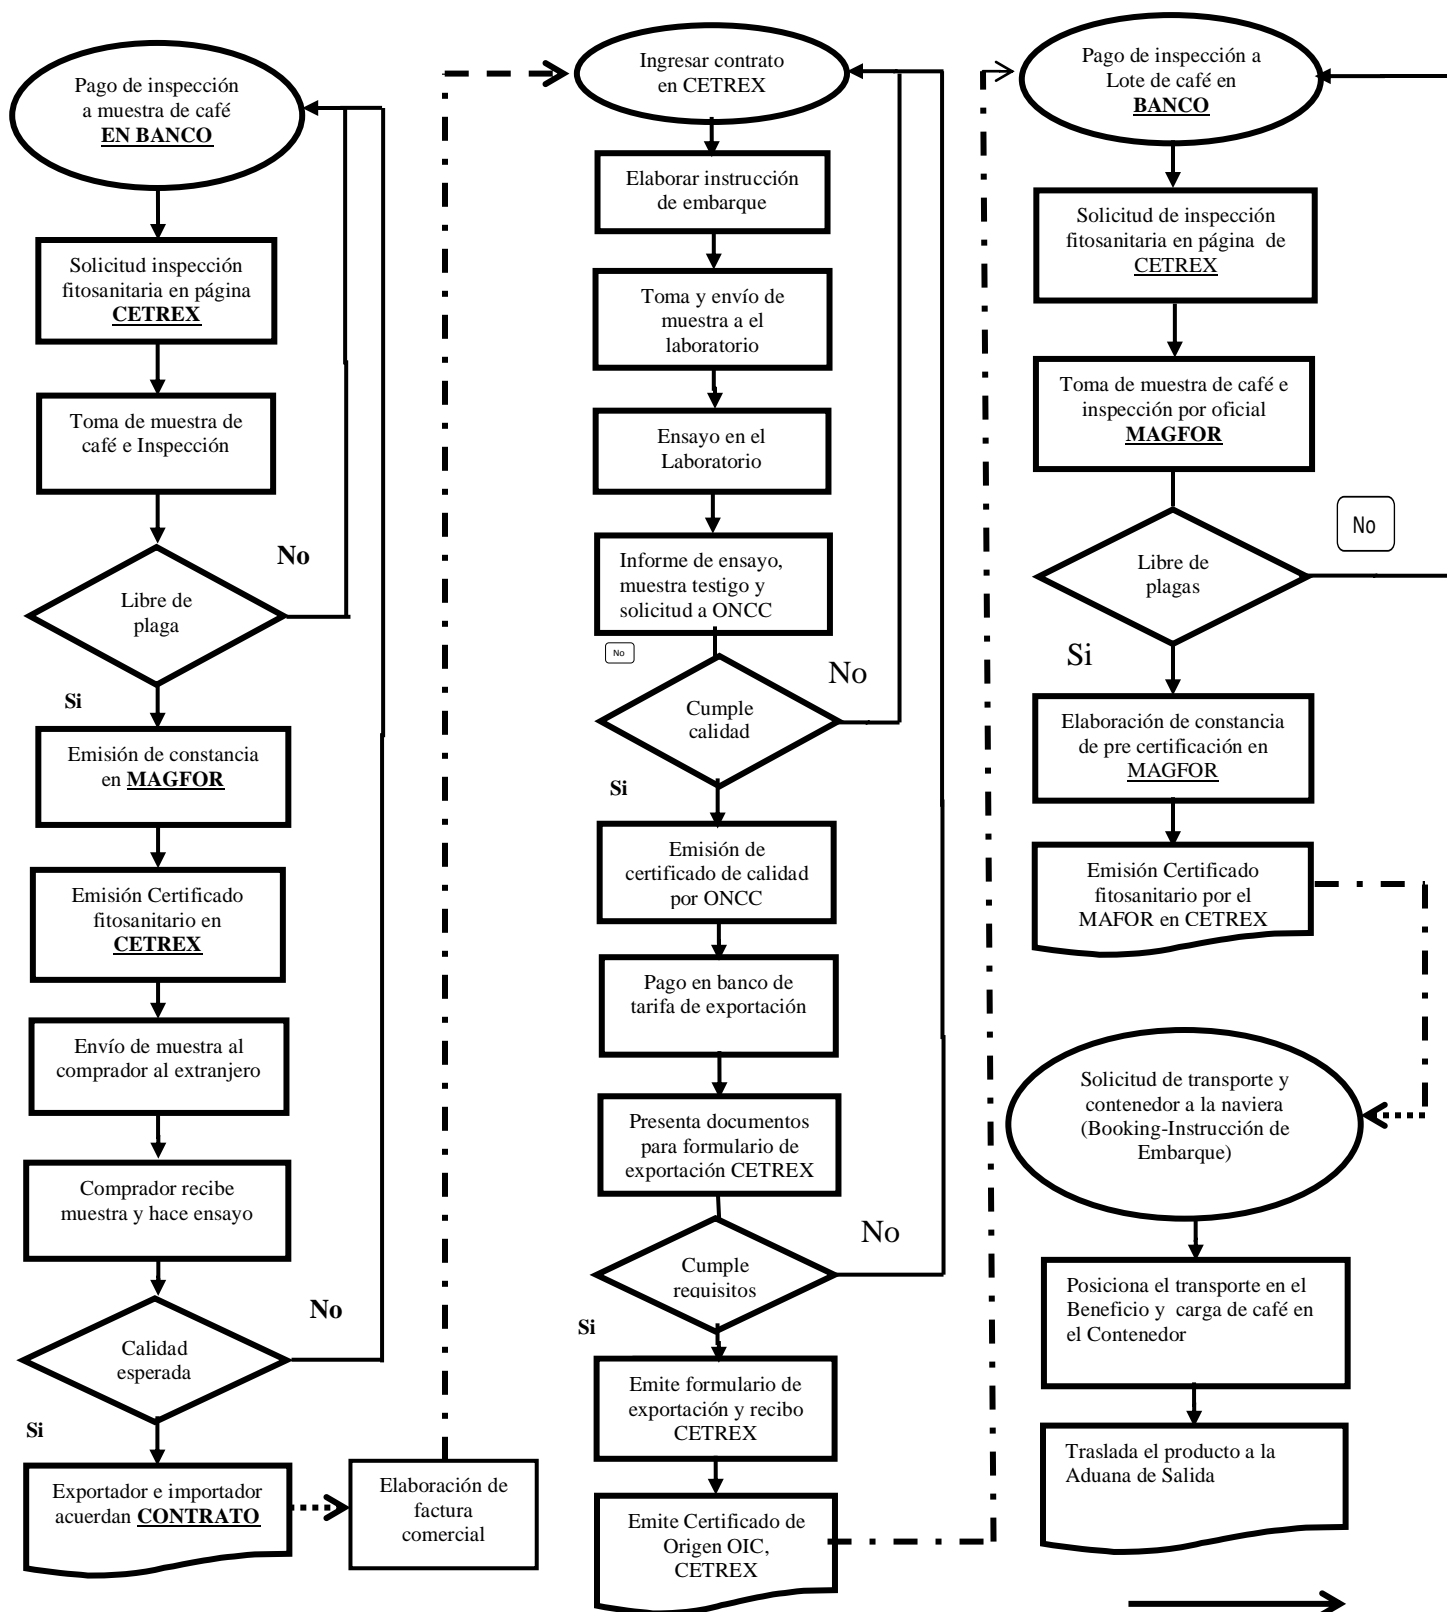 Pago de inspección
a muestra de café
EN BANCO
Solicitud inspección
fitosanitaria en página
CETREX
Toma de muestra de
café e Inspección
Libre de
plaga
No
Si
Emisión de constancia
en MAGFOR
Emisión Certificado
fitosanitario en
CETREX
Envío de muestra al
comprador al extranjero
Comprador recibe
muestra y hace ensayo
Calidad
esperada
No
Si
Exportador e importador
acuerdan CONTRATO
Elaboración de
factura
comercial
Ingresar contrato
en CETREX
Elaborar instrucción
de embarque
Toma y envío de
muestra a el
laboratorio
Ensayo en el
Laboratorio
Informe de ensayo,
muestra testigo y
solicitud a ONCC
No
Cumple
calidad
No
Si
Emisión de
certificado de calidad
por ONCC
Pago en banco de
tarifa de exportación
Presenta documentos
para formulario de
exportación CETREX
Cumple
requisitos
No
Si
Emite formulario de
exportación y recibo
CETREX
Emite Certificado de
Origen OIC,
CETREX
Pago de inspección a
Lote de café en
BANCO
Solicitud de inspección
fitosanitaria en página de
CETREX
Toma de muestra de café e
inspección por oficial
MAGFOR
Libre de
plagas
No
Si
Elaboración de constancia
de pre certificación en
MAGFOR
Emisión Certificado
fitosanitario por el
MAFOR en CETREX
Solicitud de transporte y
contenedor a la naviera
(Booking-Instrucción de
Embarque)
Posiciona el transporte en el
Beneficio y carga de café en
el Contenedor
Traslada el producto a la
Aduana de Salida